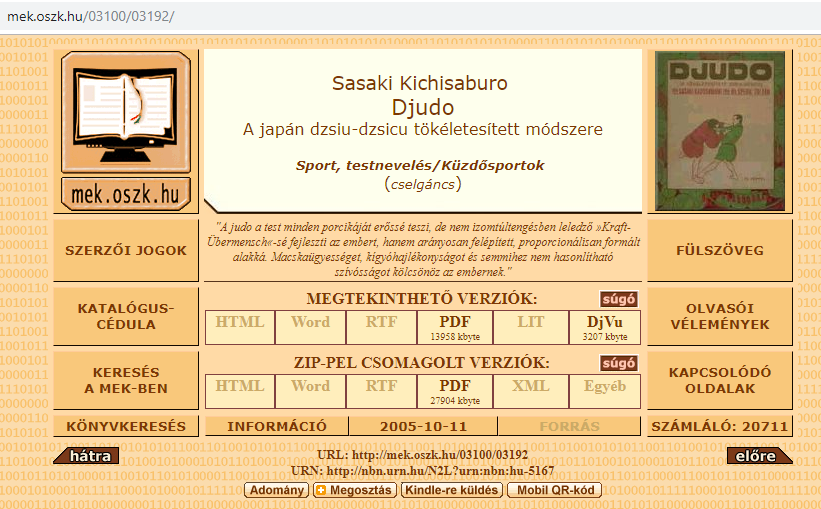 mek.oszk.hu/03100/03192/
mek.oszk.hu
Sasaki Kichisaburo
Djudo
A japán dzsiu-dzsicu tökéletesített módszere
Sport, testnevelés/Küzdősportok
(cselgáncs)
DJUDO
SZERZŐI JOGOK
"A judo a test minden porcikáját erőssé teszi, de nem izomtúltengésben leledző »Kraft-
Übermensch«-sé fejleszti az embert, hanem arányosan felépített, proporcionálisan formált
alakká. Macskaügyességet, kígyóhajlékonyságot és semmihez nem hasonlítható
szívósságot kölcsönöz az embernek."
FÜLSZÖVEG
KATALÓGUS-
CÉDULA
MEGTEKINTHETŐ VERZIÓK: súgó
HTML Word RTF PDF LIT DjVu
13958 kbyte 3207 kbyte
OLVASÓI
VÉLEMÉNYEK
KERESÉS
A MEK-BEN
ZIP-PEL CSOMAGOLT VERZIÓK: súgó
HTML Word RTF PDF XML Egyéb
27904 kbyte
KAPCSOLÓDÓ
OLDALAK
KÖNYVKERESÉS INFORMÁCIÓ 2005-10-11 FORRÁS SZÁMLÁLÓ: 20711
hátra
URL: http://mek.oszk.hu/03100/03192
URN: http://nbn.urn.hu/N2L?urn:nbn:hu-5167
előre
Adomány Megosztás Kindle-re küldés Mobil QR-kód